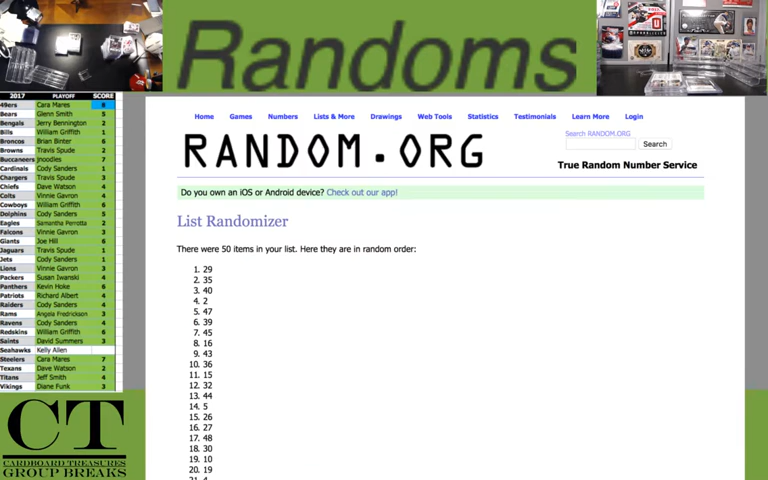 Randoms
2017 PLAYOFF SCORE
49ers Cara Mares 8
Bears Glenn Smith 5
Bengals Jerry Bennington 2
Bills William Griffith 1
Broncos Brian Binter 6
Browns Travis Spude 2
Buccaneers jnoodles 7
Cardinals Cody Sanders 1
Chargers Travis Spude 3
Chiefs Dave Watson 4
Colts Vinnie Gavron 4
Cowboys William Griffith 6
Dolphins Cody Sanders 5
Eagles Samantha Perrotta 2
Falcons Vinnie Gavron 3
Giants Joe Hill 6
Jaguars Travis Spude 1
Jets Cody Sanders 1
Lions Vinnie Gavron 3
Packers Susan Iwanski 4
Panthers Kevin Hoke 6
Patriots Richard Albert 4
Raiders Cody Sanders 4
Rams Angela Fredrickson 3
Ravens Cody Sanders 4
Redskins William Griffith 6
Saints David Summers 3
Seahawks Kelly Allen
Steelers Cara Mares 7
Texans Dave Watson 2
Titans Jeff Smith 4
Vikings Diane Funk 3
CT
CARDBOARD TREASURES
GROUP BREAKS
Home Games Numbers Lists & More Drawings Web Tools Statistics Testimonials Learn More Login
RANDOM.ORG
Search RANDOM.ORG
Search
True Random Number Service
Do you own an iOS or Android device? Check out our app!
List Randomizer
There were 50 items in your list. Here they are in random order:
1. 29
2. 35
3. 40
4. 2
5. 47
6. 39
7. 45
8. 16
9. 43
10. 36
11. 15
12. 32
13. 44
14. 5
15. 26
16. 27
17. 48
18. 30
19. 10
20. 19